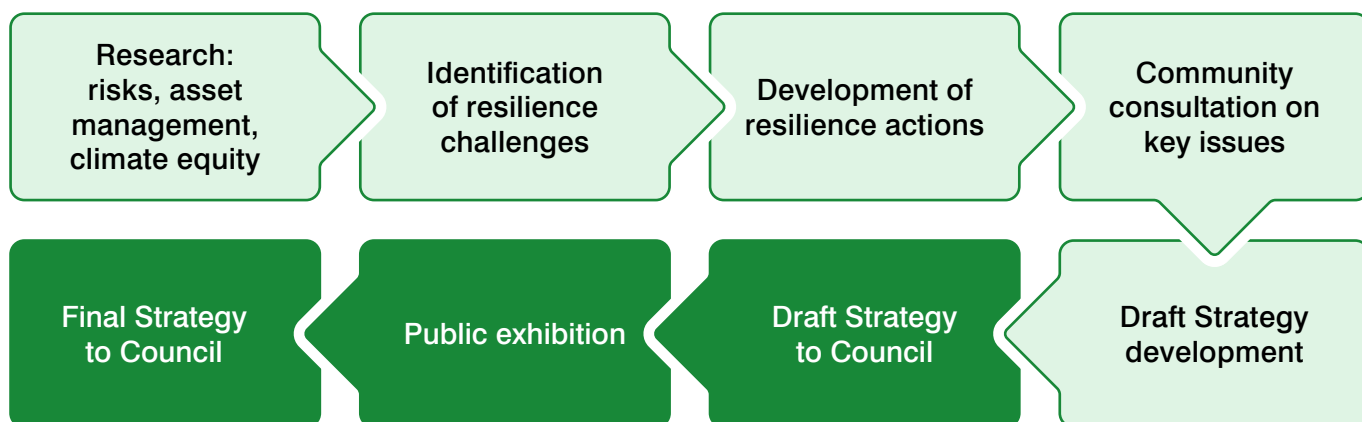 Research:
risks, asset
management,
climate equity
Identification
of resilience
challenges
Development of
resilience actions
Community
consultation on
key issues
Draft Strategy
development
Draft Strategy
to Council
Public exhibition
Final Strategy
to Council